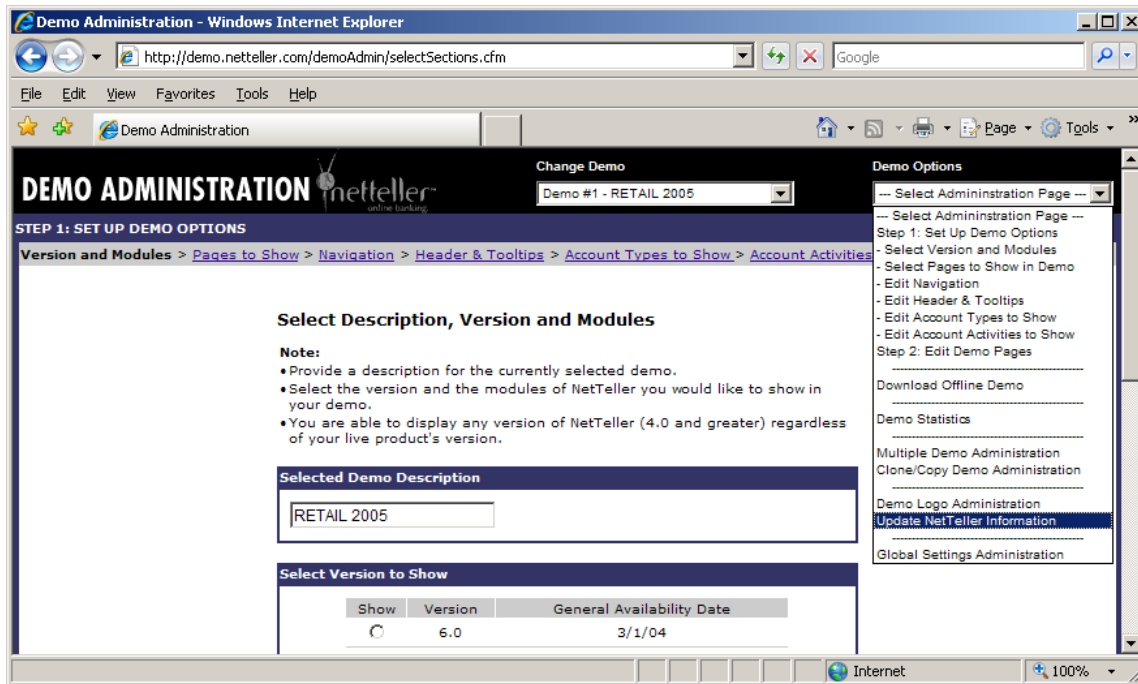 Demo Administration - Windows Internet Explorer
http://demo.netteller.com/demoAdmin/selectSections.cfm
Google
File Edit View Favorites Tools Help
Demo Administration
Page Tools
DEMO ADMINISTRATION netteller online banking
Change Demo
Demo #1 - RETAIL 2005
Demo Options
--- Select Admininstration Page ---
--- Select Admininstration Page ---
Step 1: Set Up Demo Options
- Select Version and Modules
- Select Pages to Show in Demo
- Edit Navigation
- Edit Header & Tooltips
- Edit Account Types to Show
- Edit Account Activities to Show
Step 2: Edit Demo Pages
Download Offline Demo
Demo Statistics
Multiple Demo Administration
Clone/Copy Demo Administration
Demo Logo Administration
Update NetTeller Information
Global Settings Administration
STEP 1: SET UP DEMO OPTIONS
Version and Modules > Pages to Show > Navigation > Header & Tooltips > Account Types to Show > Account Activities
Select Description, Version and Modules
Note:
• Provide a description for the currently selected demo.
• Select the version and the modules of NetTeller you would like to show in
your demo.
• You are able to display any version of NetTeller (4.0 and greater) regardless
of your live product's version.
Selected Demo Description
RETAIL 2005
Select Version to Show
Show Version General Availability Date
6.0 3/1/04
Internet 100%